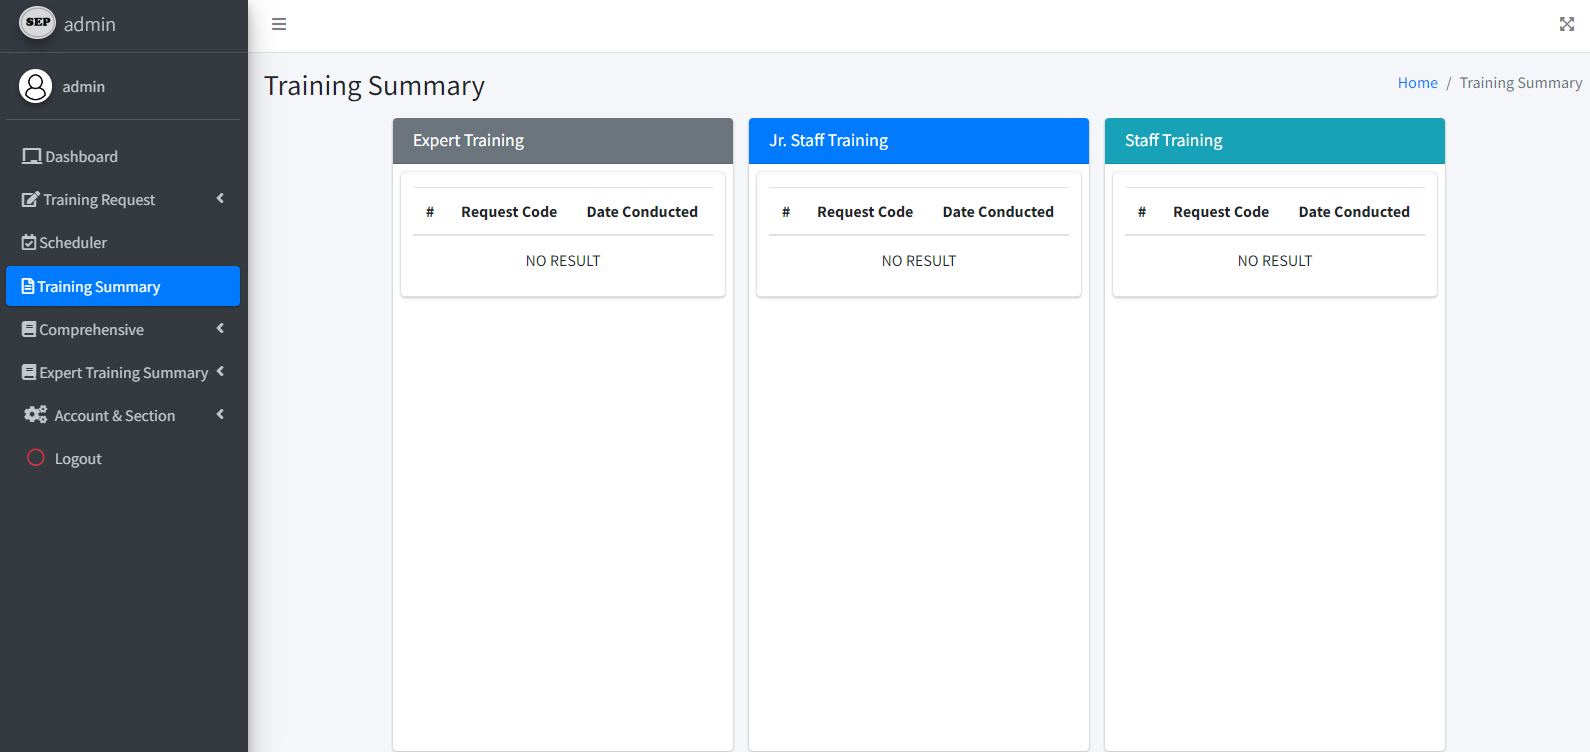 SEP admin
admin
Dashboard
Training Request
Scheduler
Training Summary
Comprehensive
Expert Training Summary
Account & Section
Logout
Training Summary
Home / Training Summary
Expert Training
# Request Code Date Conducted
NO RESULT
Jr. Staff Training
# Request Code Date Conducted
NO RESULT
Staff Training
# Request Code Date Conducted
NO RESULT